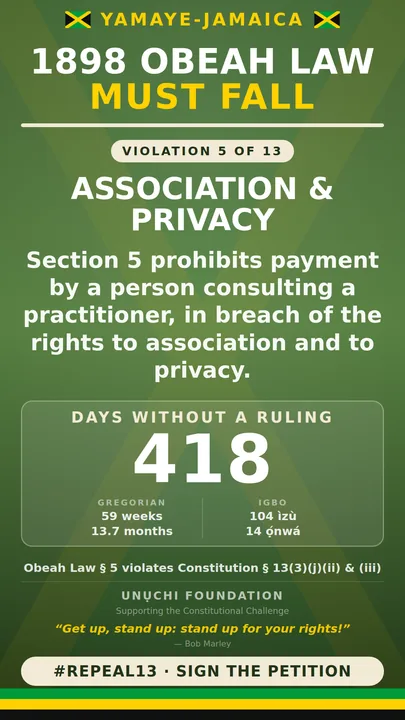 YAMAYE-JAMAICA
1898 OBEAH LAW
MUST FALL
VIOLATION 5 OF 13
ASSOCIATION &
PRIVACY
Section 5 prohibits payment
by a person consulting a
practitioner, in breach of the
rights to association and to
privacy.
DAYS WITHOUT A RULING
418
GREGORIAN
59 weeks
13.7 months
IGBO
104 ìzù
14 ọ́nwá
Obeah Law § 5 violates Constitution § 13(3)(j)(ii) & (iii)
UNỤCHI FOUNDATION
Supporting the Constitutional Challenge
“Get up, stand up: stand up for your rights!”
— Bob Marley
#REPEAL13 · SIGN THE PETITION